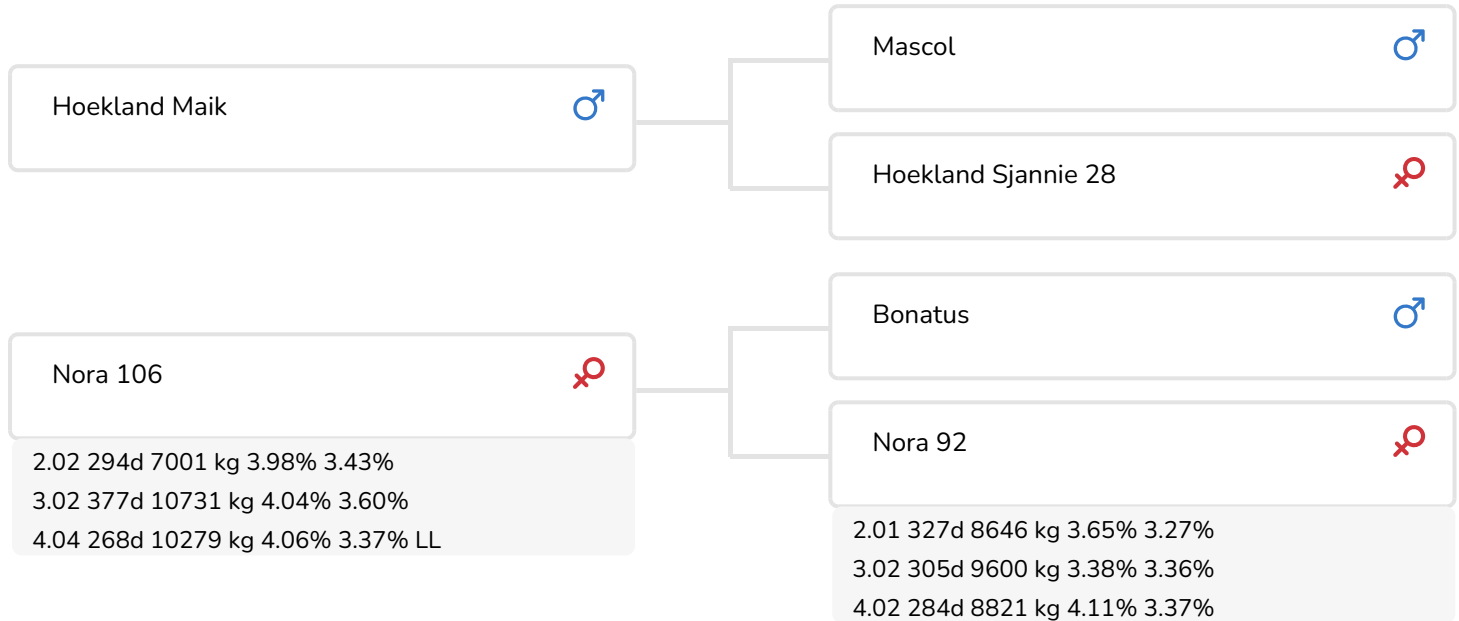 Hoekland Maik
Mascol
Hoekland Sjannie 28
Nora 106
2.02 294d 7001 kg 3.98% 3.43%
3.02 377d 10731 kg 4.04% 3.60%
4.04 268d 10279 kg 4.06% 3.37% LL
Bonatus
Nora 92
2.01 327d 8646 kg 3.65% 3.27%
3.02 305d 9600 kg 3.38% 3.36%
4.02 284d 8821 kg 4.11% 3.37%